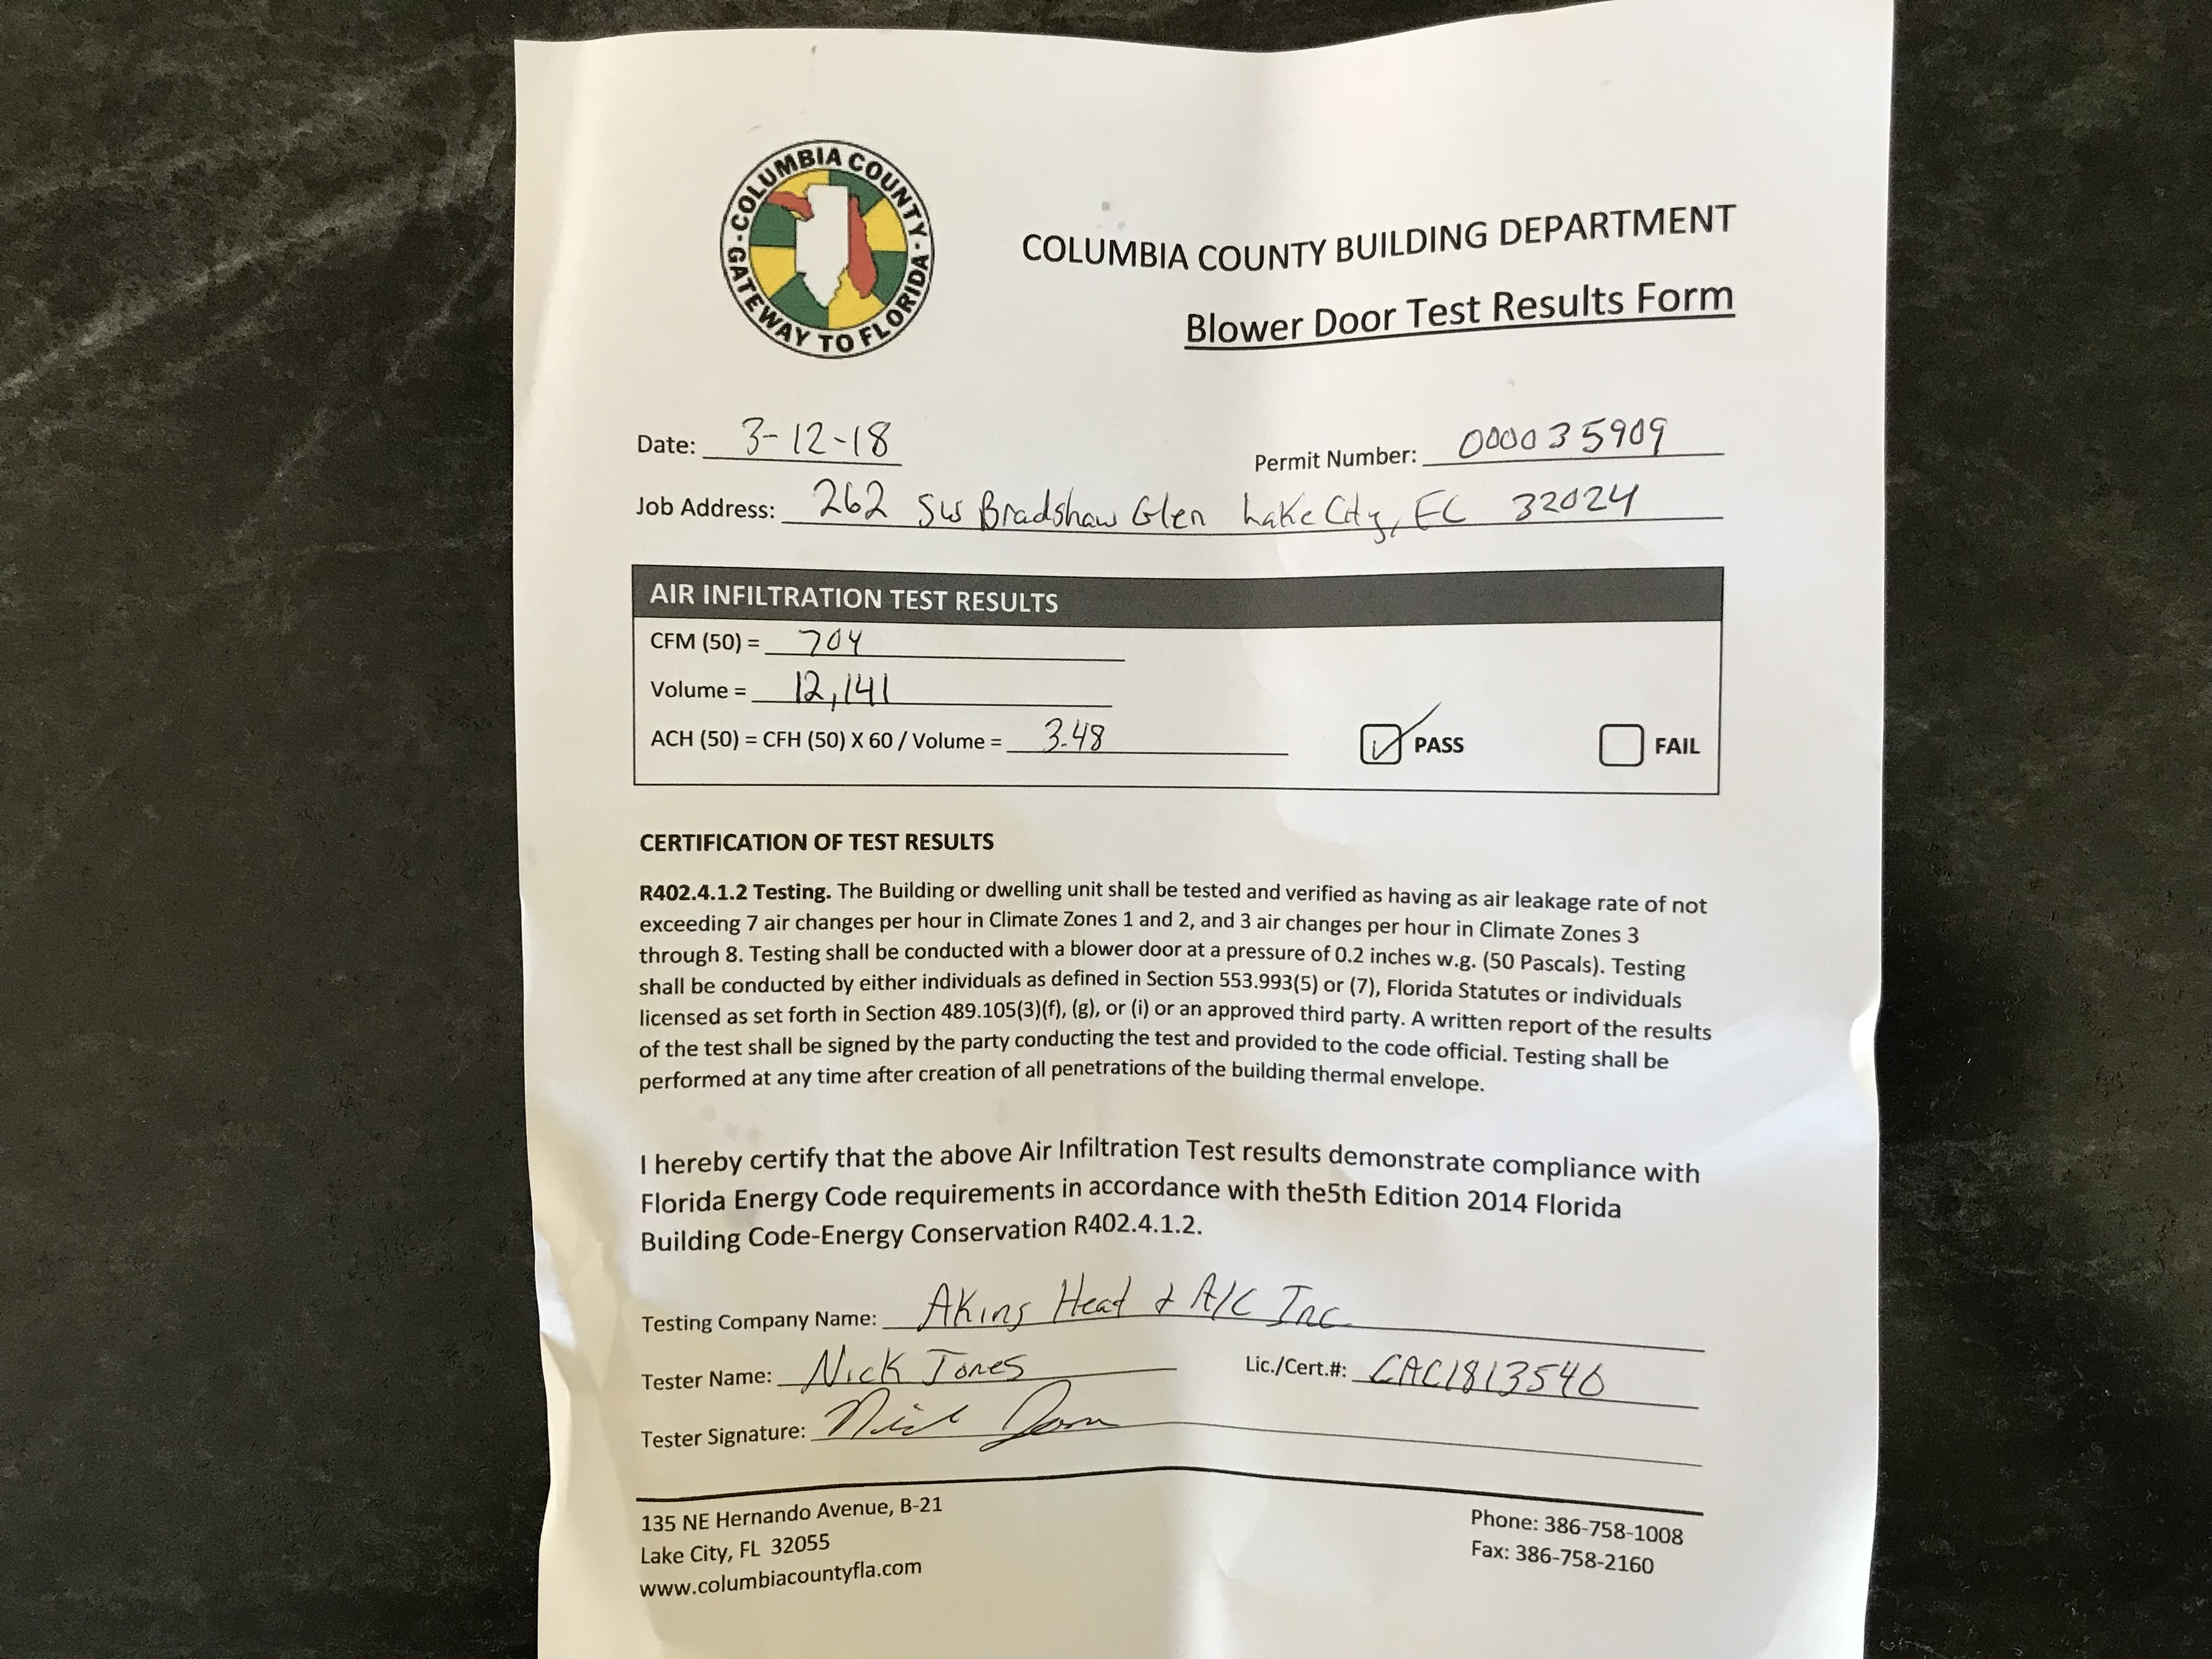 COLUMBIA COUNTY
GATEWAY TO FLORIDA
COLUMBIA COUNTY BUILDING DEPARTMENT
Blower Door Test Results Form
Date: 3-12-18 Permit Number: 000035909
Job Address: 262 SW Bradshaw Glen Lake City, FL 32024
AIR INFILTRATION TEST RESULTS
CFM (50) = 704
Volume = 12,141
ACH (50) = CFH (50) X 60 / Volume = 3.48 PASS FAIL
CERTIFICATION OF TEST RESULTS
R402.4.1.2 Testing. The Building or dwelling unit shall be tested and verified as having as air leakage rate of not
exceeding 7 air changes per hour in Climate Zones 1 and 2, and 3 air changes per hour in Climate Zones 3
through 8. Testing shall be conducted with a blower door at a pressure of 0.2 inches w.g. (50 Pascals). Testing
shall be conducted by either individuals as defined in Section 553.993(5) or (7), Florida Statutes or individuals
licensed as set forth in Section 489.105(3)(f), (g), or (i) or an approved third party. A written report of the results
of the test shall be signed by the party conducting the test and provided to the code official. Testing shall be
performed at any time after creation of all penetrations of the building thermal envelope.
I hereby certify that the above Air Infiltration Test results demonstrate compliance with
Florida Energy Code requirements in accordance with the5th Edition 2014 Florida
Building Code-Energy Conservation R402.4.1.2.
Testing Company Name: Akins Heat & A/C Inc.
Tester Name: Nick Jones Lic./Cert.#: CAC1813546
Tester Signature: Nick Jones
135 NE Hernando Avenue, B-21 Phone: 386-758-1008
Lake City, FL 32055 Fax: 386-758-2160
www.columbiacountyfla.com